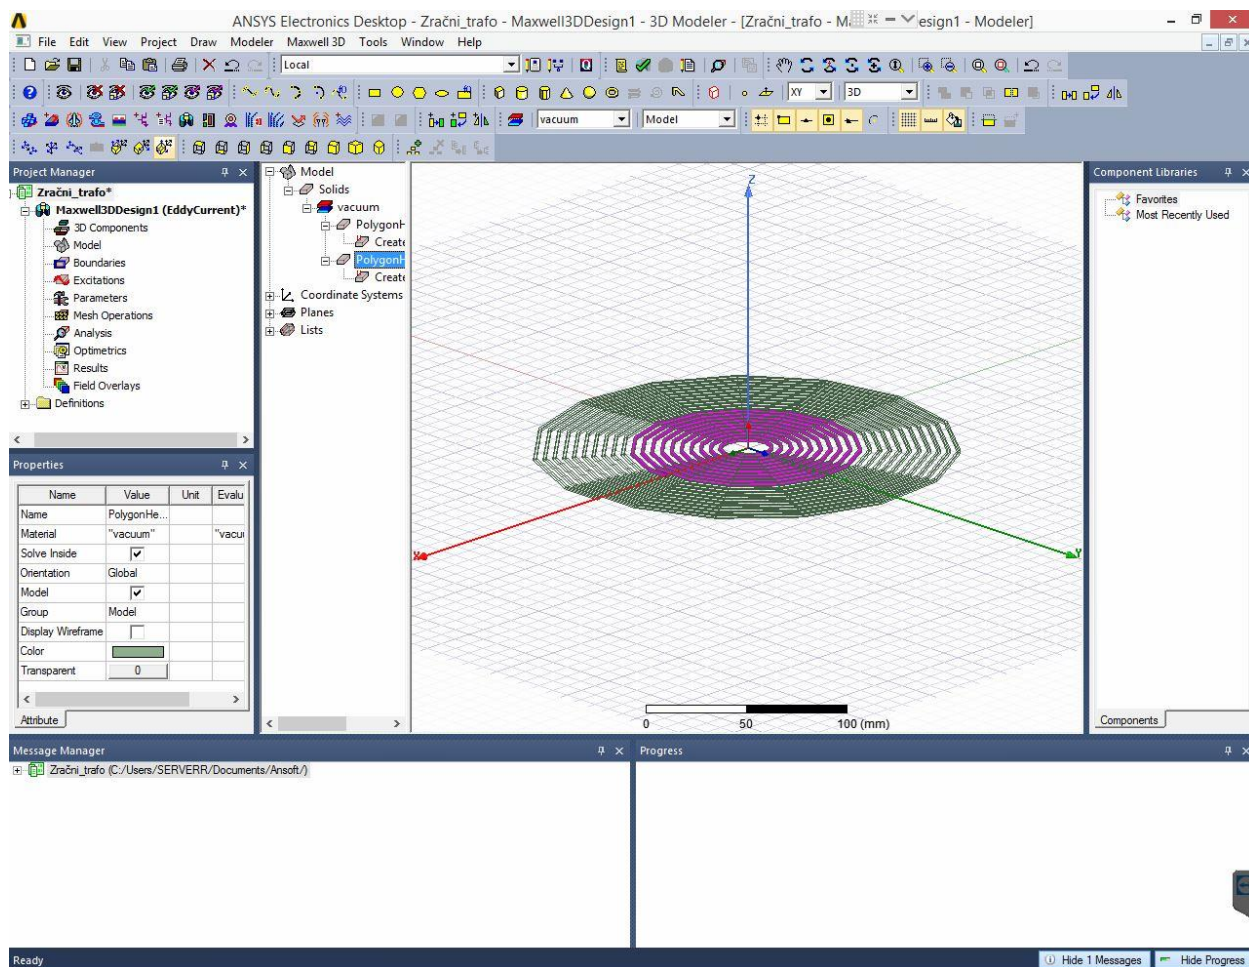 ANSYS Electronics Desktop - Zračni_trafo - Maxwell3DDesign1 - 3D Modeler - [Zračni_trafo - M
esign1 - Modeler]
File Edit View Project Draw Modeler Maxwell 3D Tools Window Help
Local
XY 3D
vacuum Model
Project Manager
Zračni_trafo*
Maxwell3DDesign1 (EddyCurrent)*
3D Components
Model
Boundaries
Excitations
Parameters
Mesh Operations
Analysis
Optimetrics
Results
Field Overlays
Definitions
Model
Solids
vacuum
PolygonH
Create
PolygonH
Create
Coordinate Systems
Planes
Lists
Z
X
Y
0 50 100 (mm)
Component Libraries
Favorites
Most Recently Used
Components
Properties
Name Value Unit Evalu
Name PolygonHe...
Material "vacuum" "vacu
Solve Inside
Orientation Global
Model
Group Model
Display Wireframe
Color
Transparent 0
Attribute
Message Manager
Zračni_trafo (C:/Users/SERVERR/Documents/Ansoft/)
Progress
Ready
Hide 1 Messages Hide Progress